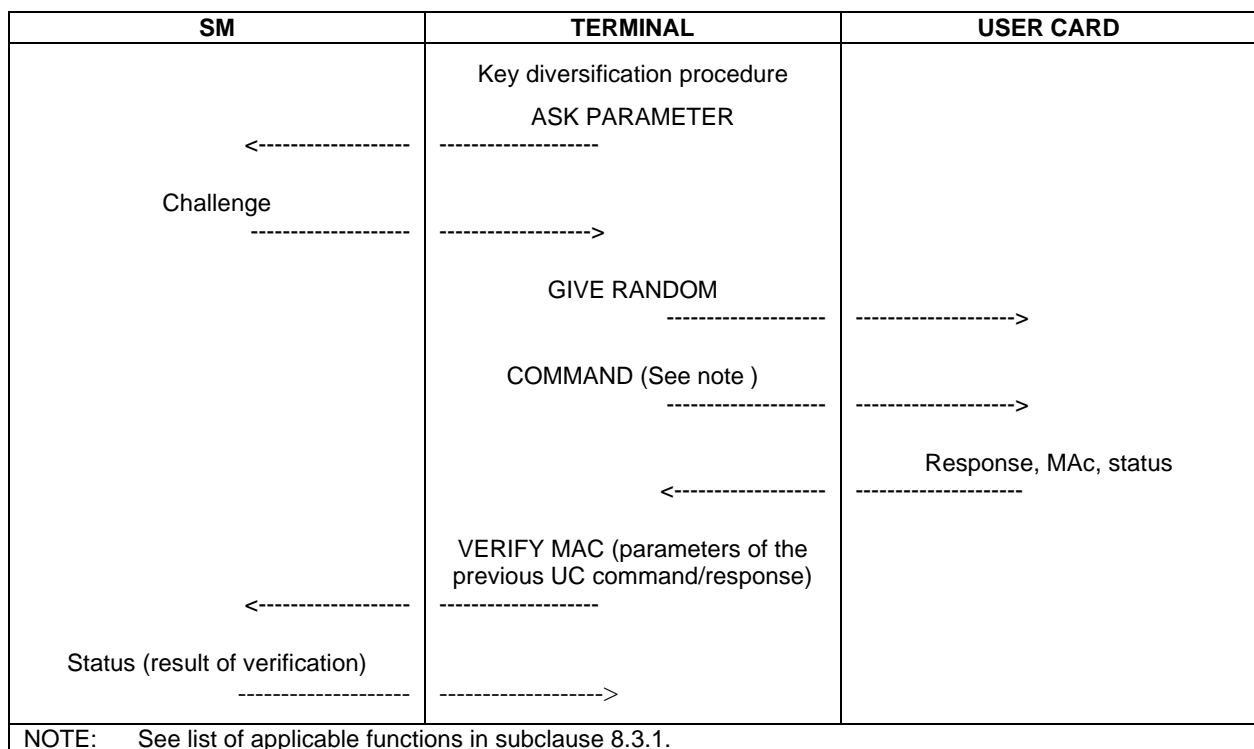 SM TERMINAL USER CARD
Key diversification procedure
ASK PARAMETER
<------------------- --------------------
Challenge
-------------------- ------------------->
GIVE RANDOM
-------------------- -------------------->
COMMAND (See note )
-------------------- -------------------->
Response, MAc, status
<------------------- ---------------------
VERIFY MAC (parameters of the
previous UC command/response)
<------------------- --------------------
Status (result of verification)
-------------------- ------------------->
NOTE: See list of applicable functions in subclause 8.3.1.